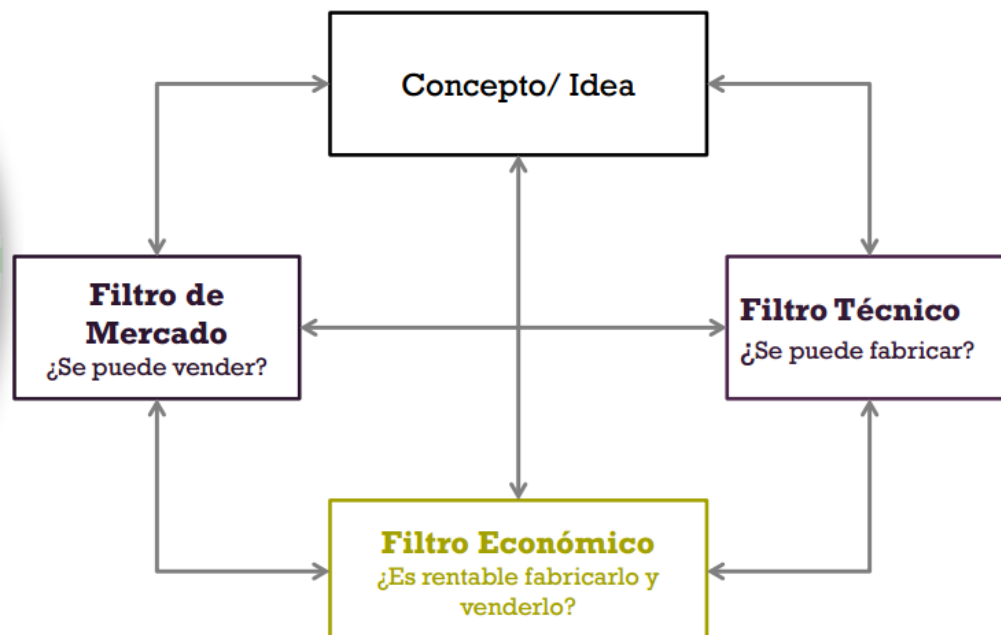 Concepto/ Idea
Filtro de
Mercado
¿Se puede vender?
Filtro Técnico
¿Se puede fabricar?
Filtro Económico
¿Es rentable fabricarlo y
venderlo?